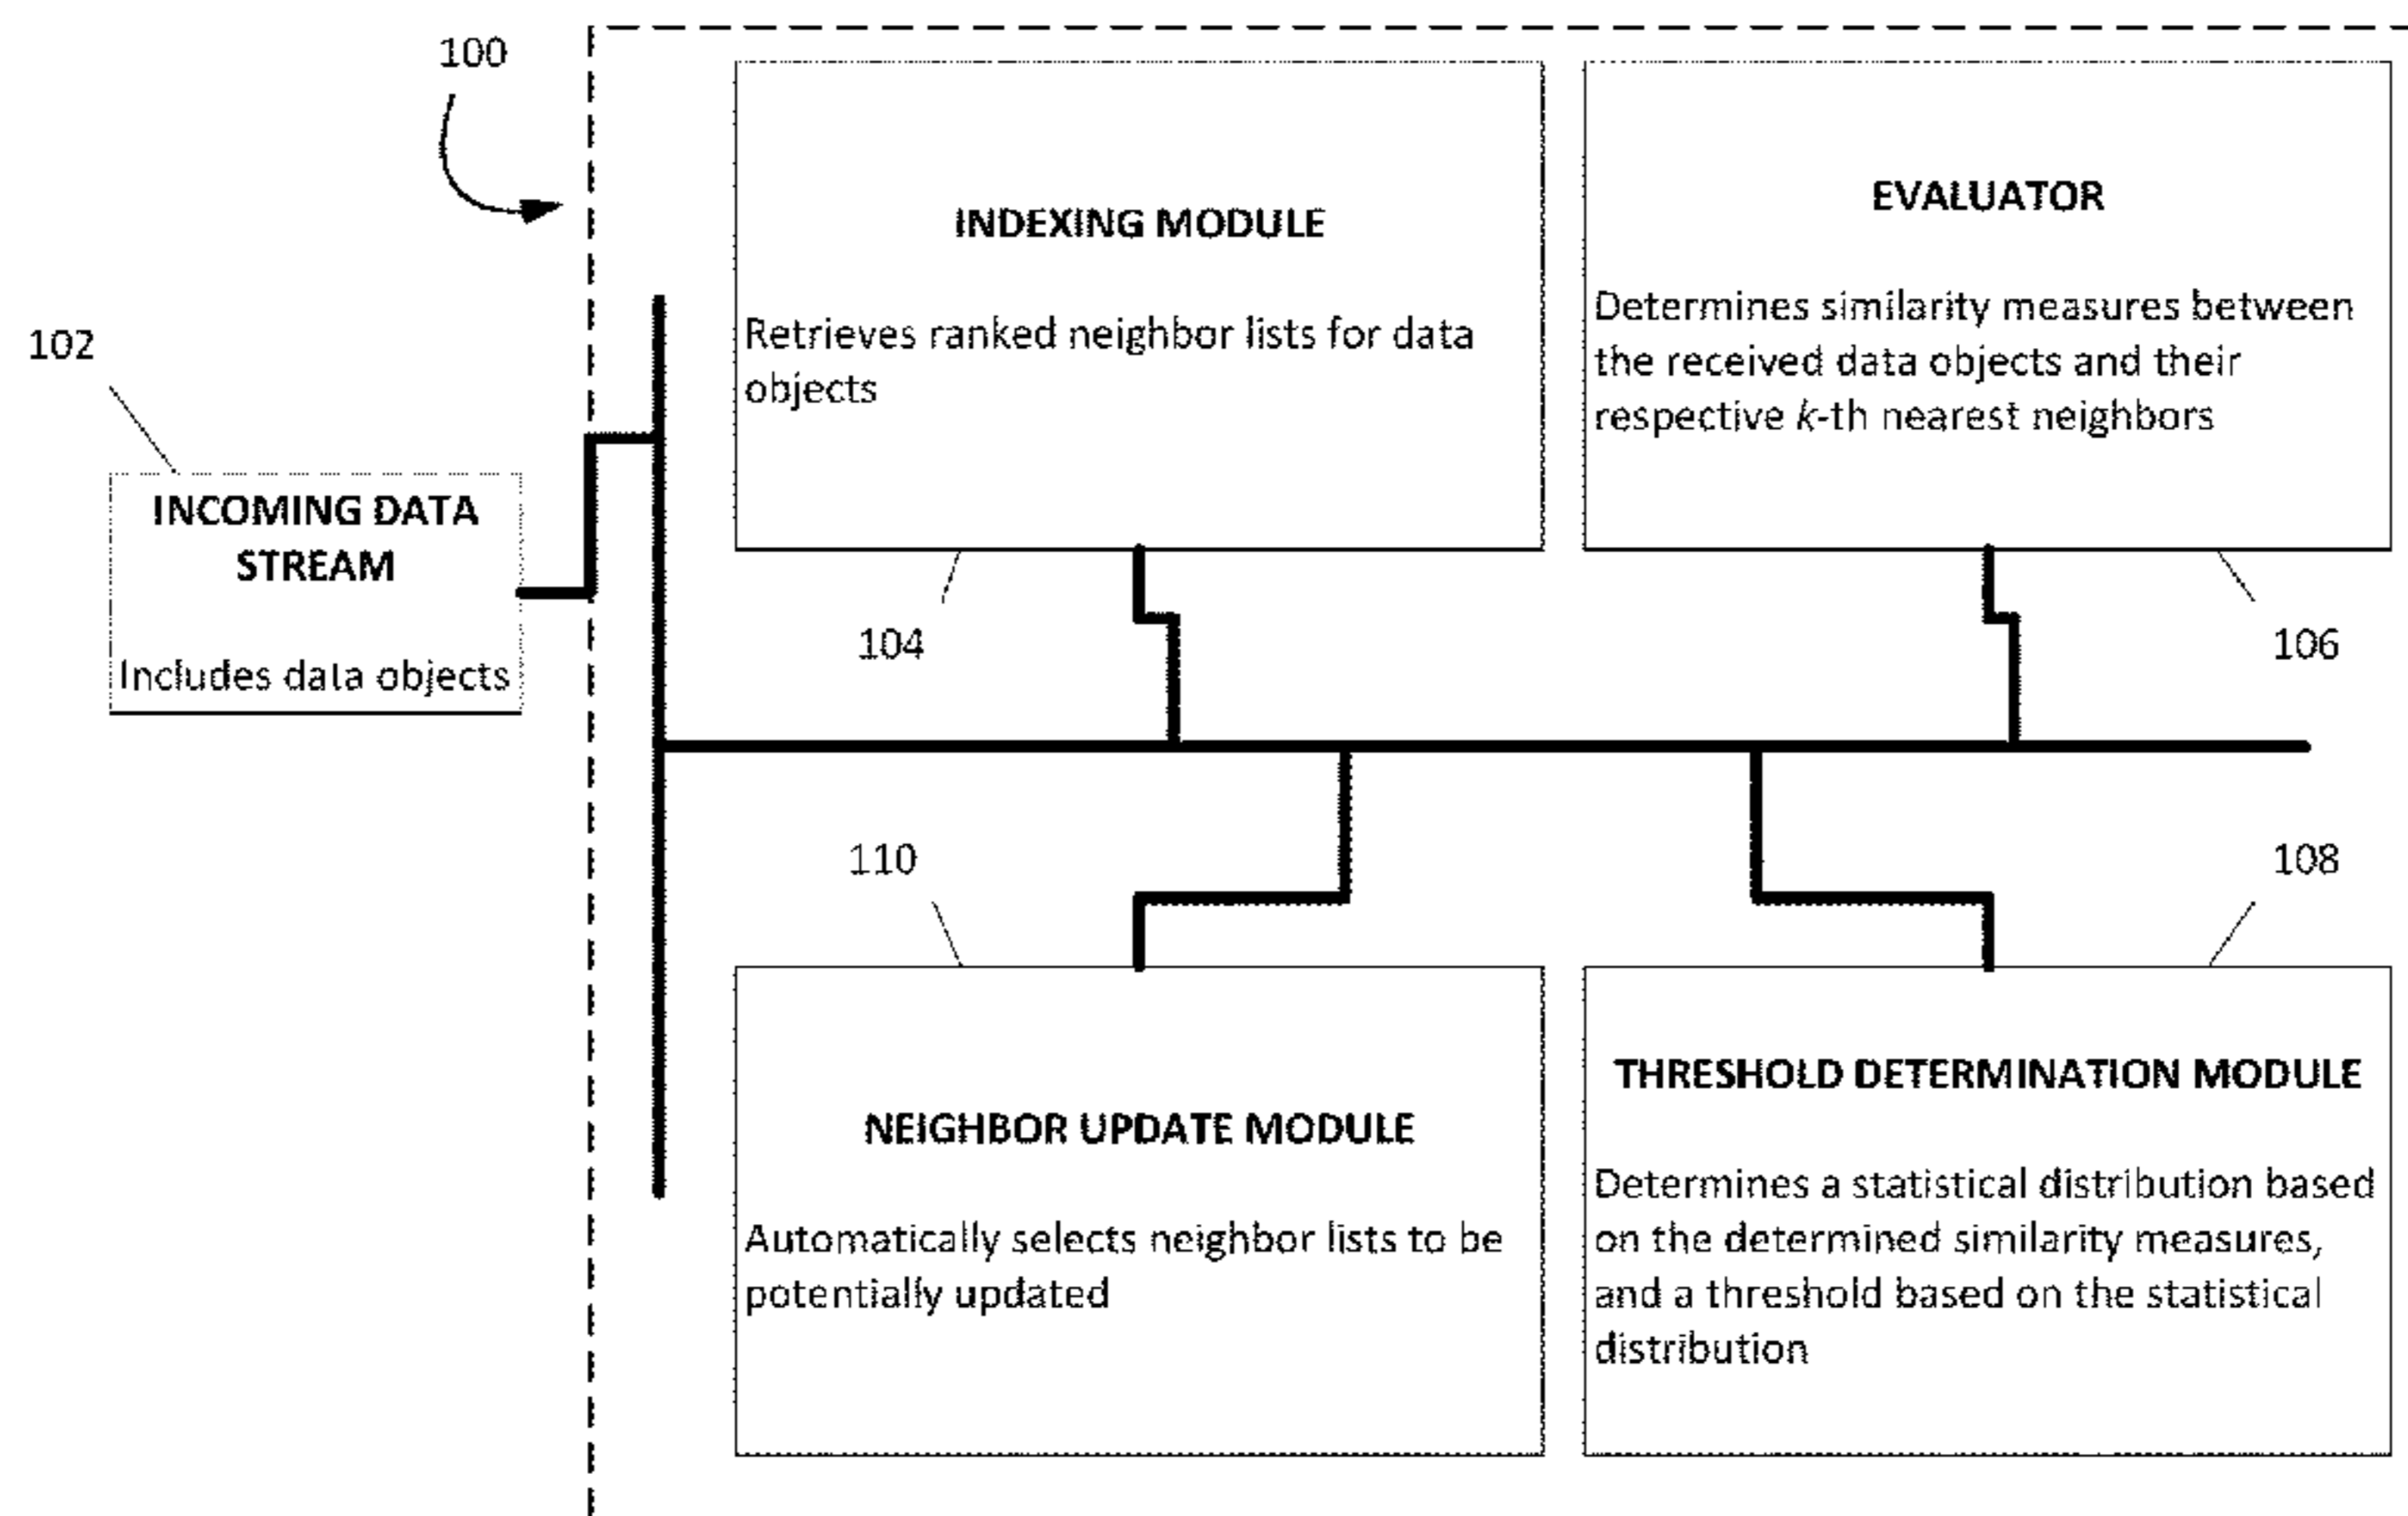 100
102
INCOMING DATA
STREAM
Includes data objects
INDEXING MODULE
Retrieves ranked neighbor lists for data
objects
104
EVALUATOR
Determines similarity measures between
the received data objects and their
respective k-th nearest neighbors
106
110
NEIGHBOR UPDATE MODULE
Automatically selects neighbor lists to be
potentially updated
108
THRESHOLD DETERMINATION MODULE
Determines a statistical distribution based
on the determined similarity measures,
and a threshold based on the statistical
distribution